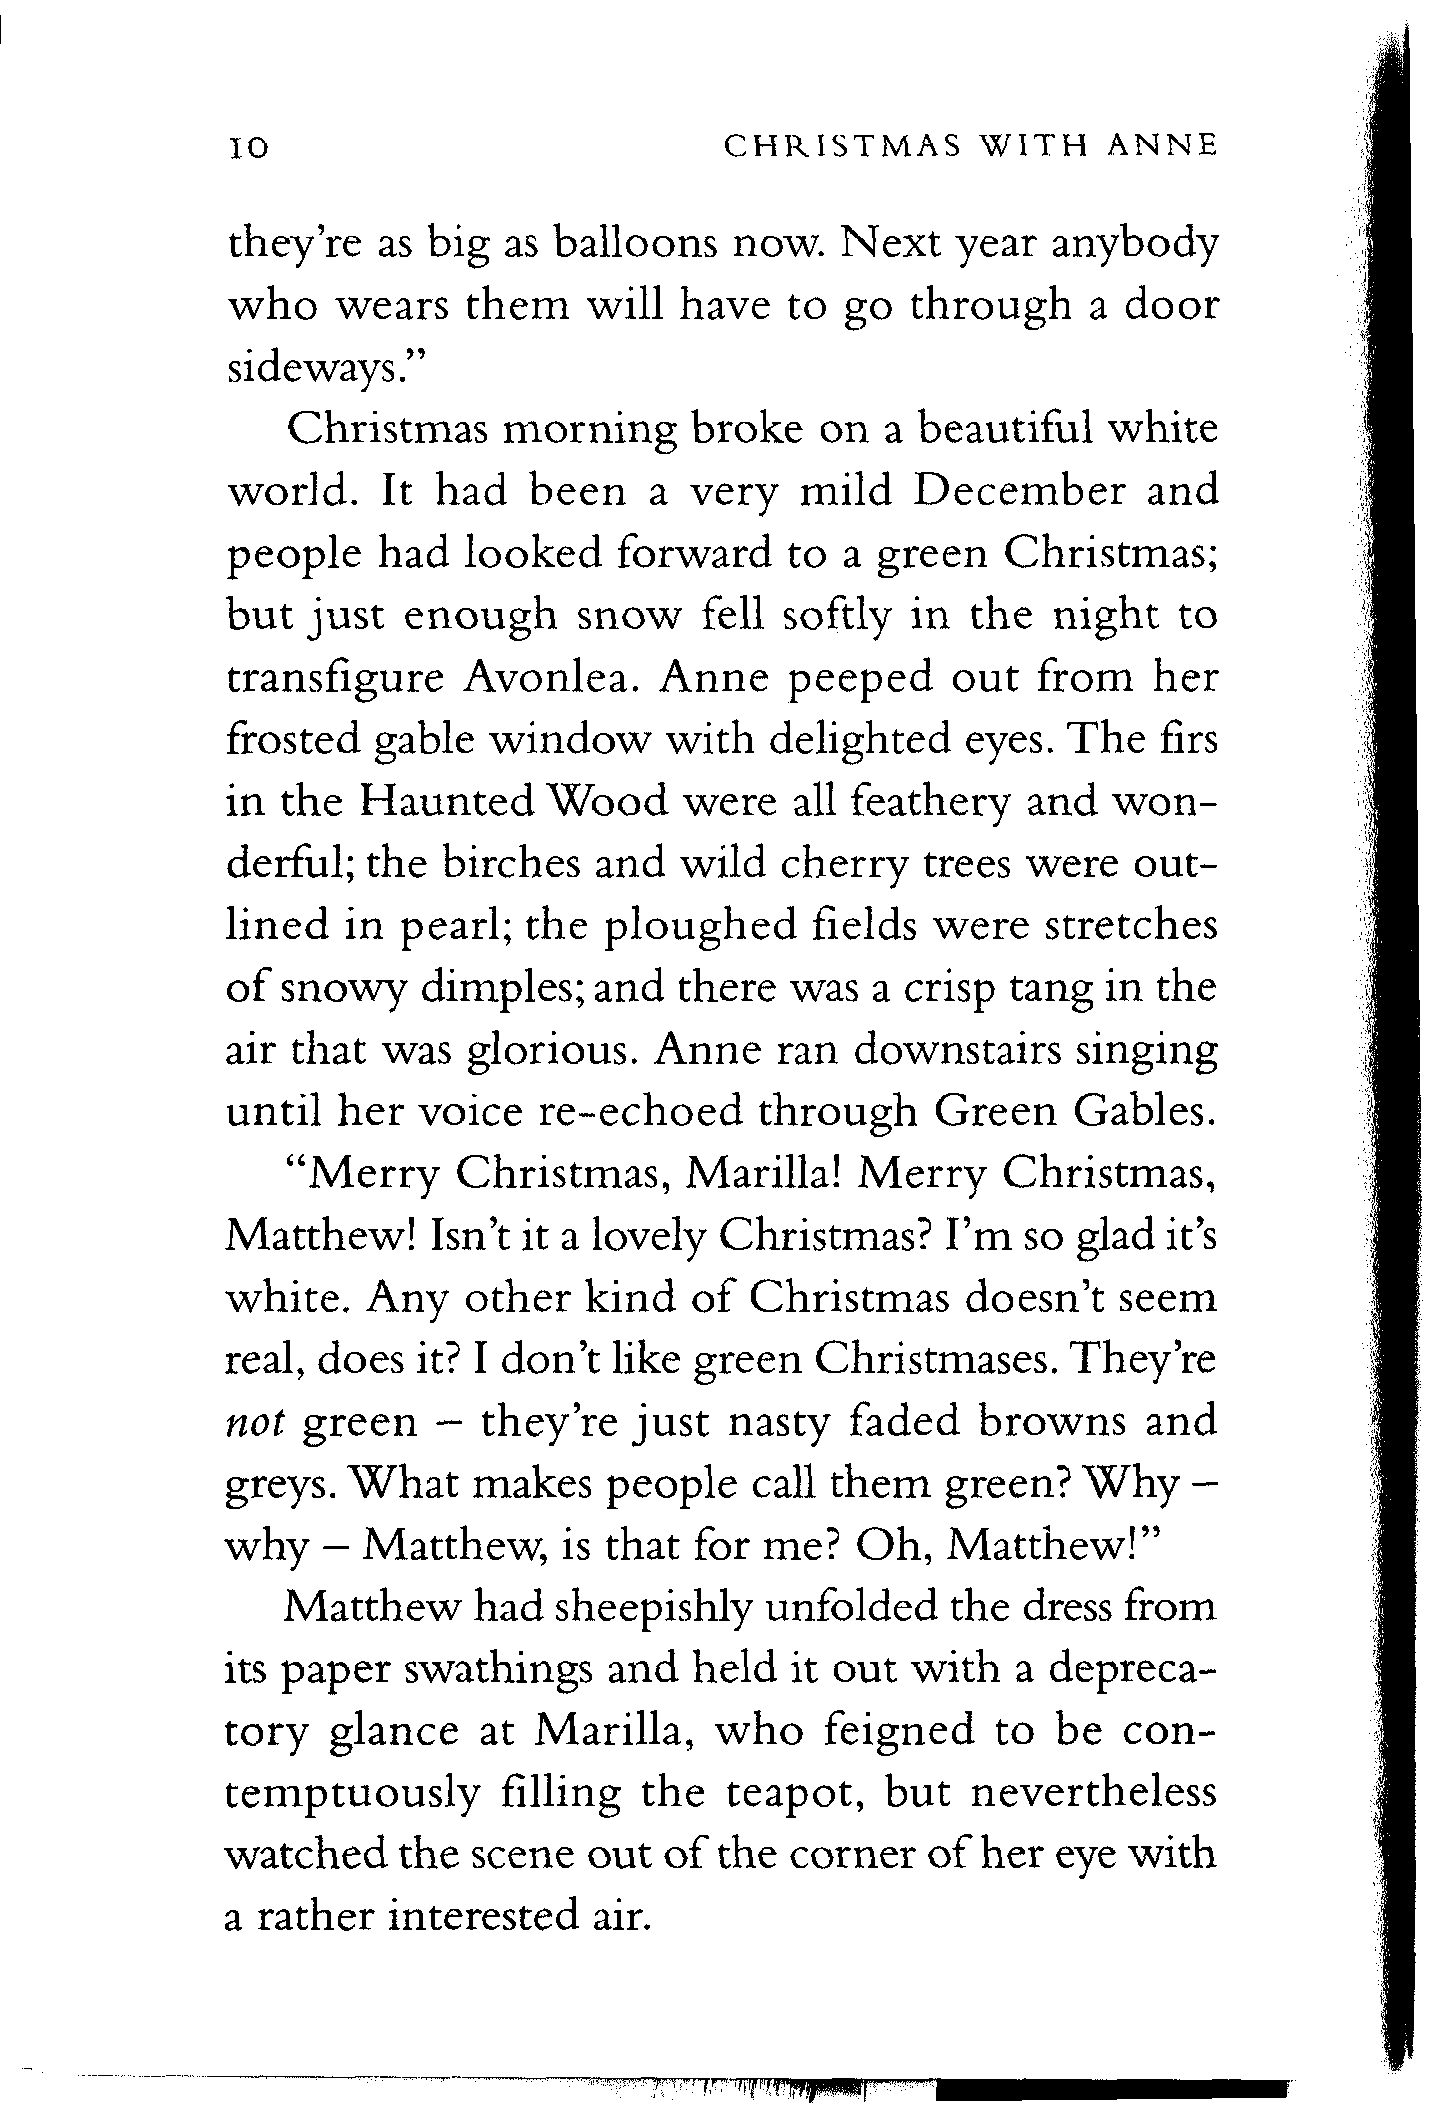 10 CHRISTMAS WITH ANNE
they're as big as balloons now. Next year anybody
who wears them will have to go through a door
sideways.”
Christmas morning broke on a beautiful white
world. It had been a very mild December and
people had looked forward to a green Christmas;
but just enough snow fell softly in the night to
transfigure Avonlea. Anne peeped out from her
frosted gable window with delighted eyes. The firs
in the Haunted Wood were all feathery and won-
derful; the birches and wild cherry trees were out-
lined in pearl; the ploughed fields were stretches
of snowy dimples; and there was a crisp tang in the
air that was glorious. Anne ran downstairs singing
until her voice re-echoed through Green Gables.
“Merry Christmas, Marilla! Merry Christmas,
Matthew! Isn't it a lovely Christmas? I'm so glad it's
white. Any other kind of Christmas doesn't seem
real, does it? I don't like green Christmases. They're
not green – they're just nasty faded browns and
greys. What makes people call them green? Why –
why – Matthew, is that for me? Oh, Matthew!”
Matthew had sheepishly unfolded the dress from
its paper swathings and held it out with a depreca-
tory glance at Marilla, who feigned to be con-
temptuously filling the teapot, but nevertheless
watched the scene out of the corner of her eye with
a rather interested air.